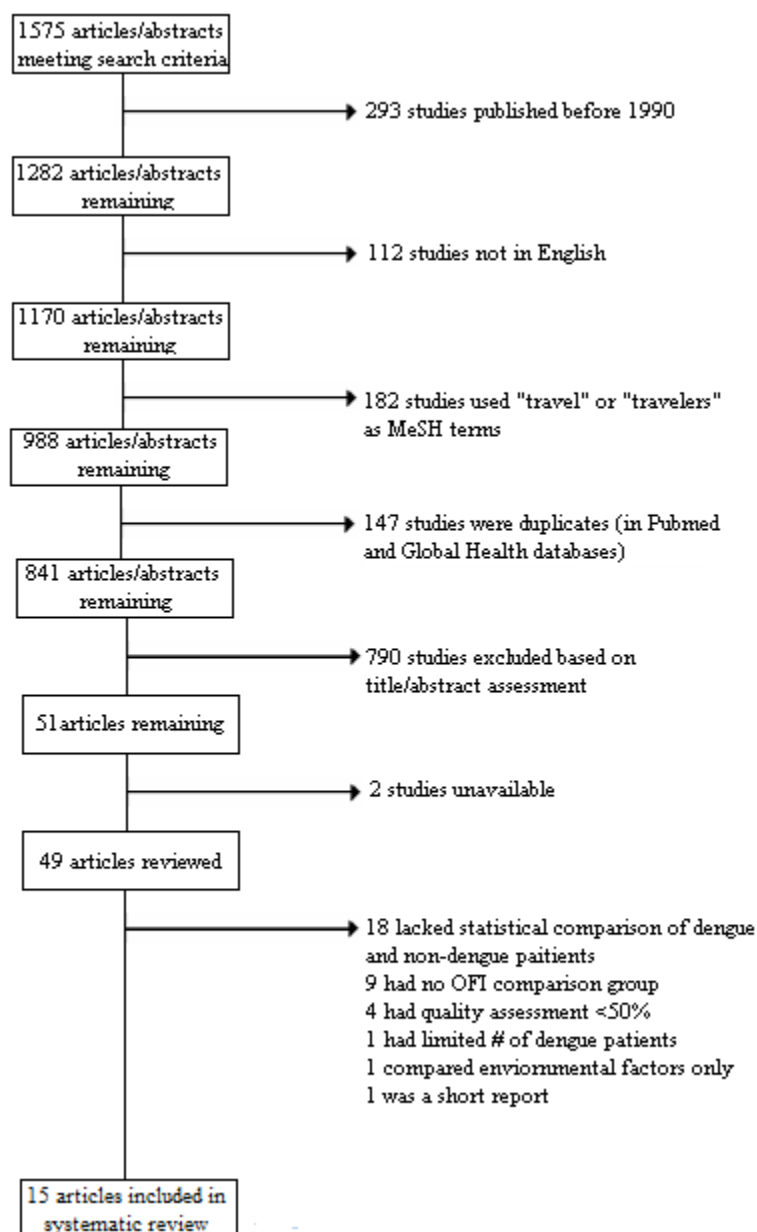 1575 articles/abstracts
meeting search criteria
293 studies published before 1990
1282 articles/abstracts
remaining
112 studies not in English
1170 articles/abstracts
remaining
182 studies used "travel" or "travelers"
as MeSH terms
988 articles/abstracts
remaining
147 studies were duplicates (in Pubmed
and Global Health databases)
841 articles/abstracts
remaining
790 studies excluded based on
title/abstract assessment
51articles remaining
2 studies unavailable
49 articles reviewed
18 lacked statistical comparison of dengue
and non-dengue paitients
9 had no OFI comparison group
4 had quality assessment <50%
1 had limited # of dengue patients
1 compared enviornmental factors only
1 was a short report
15 articles included in
systematic review